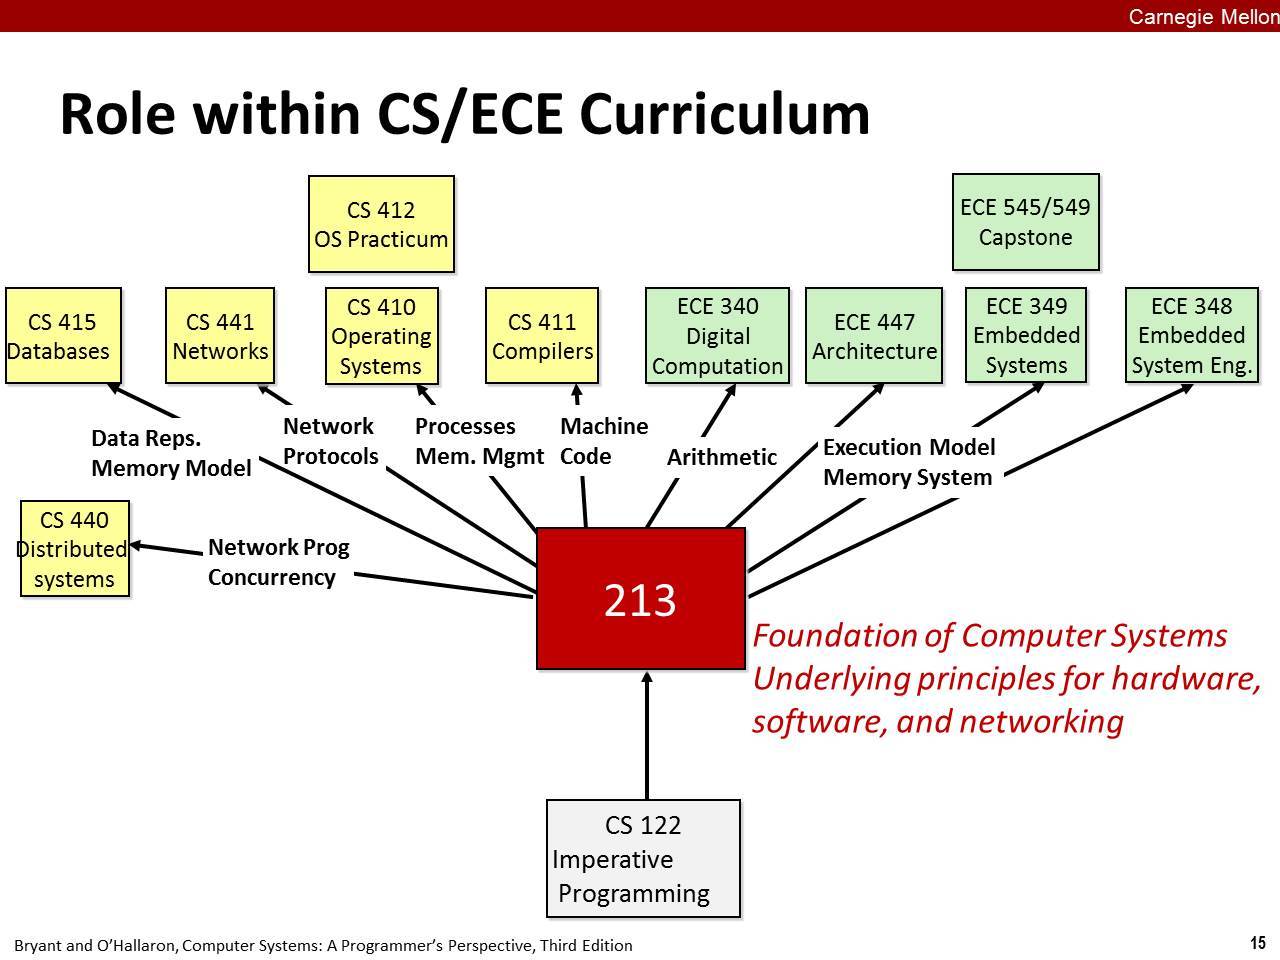 Carnegie Mellon
Role within CS/ECE Curriculum
CS 412
OS Practicum
ECE 545/549
Capstone
CS 415
Databases
CS 441
Networks
CS 410
Operating
Systems
CS 411
Compilers
ECE 340
Digital
Computation
ECE 447
Architecture
ECE 349
Embedded
Systems
ECE 348
Embedded
System Eng.
Data Reps.
Memory Model
Network
Protocols
Processes
Mem. Mgmt
Machine
Code
Arithmetic
Execution Model
Memory System
CS 440
Distributed
systems
Network Prog
Concurrency
213
Foundation of Computer Systems
Underlying principles for hardware,
software, and networking
CS 122
Imperative
Programming
Bryant and O’Hallaron, Computer Systems: A Programmer’s Perspective, Third Edition
15